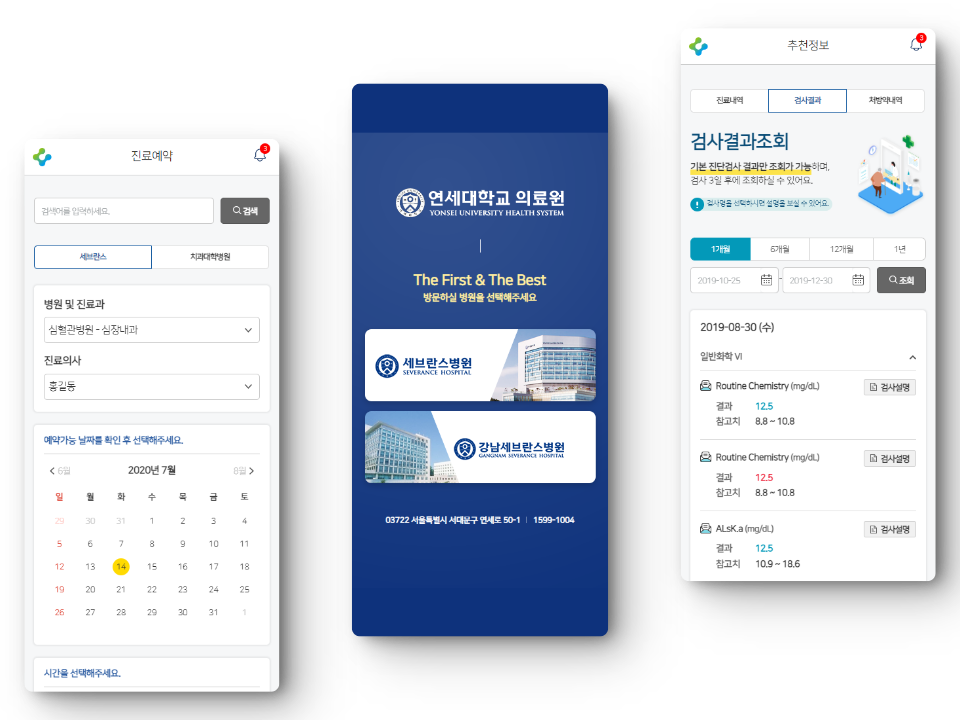 진료예약
3
검색어를 입력하세요.
검색
세브란스
치과대학병원
병원 및 진료과
심혈관병원 - 심장내과
진료의사
홍길동
예약가능 날짜를 확인 후 선택해주세요.
6월
2020년 7월
8월
일 월 화 수 목 금 토
29 30 31 1 2 3 4
5 6 7 8 9 10 11
12 13 14 15 16 17 18
19 20 21 22 23 24 25
26 27 28 29 30 31 1
시간을 선택해주세요.
연세대학교 의료원
YONSEI UNIVERSITY HEALTH SYSTEM
The First & The Best
방문하실 병원을 선택해주세요
세브란스병원
SEVERANCE HOSPITAL
강남세브란스병원
GANGNAM SEVERANCE HOSPITAL
03722 서울특별시 서대문구 연세로 50-1 | 1599-1004
추천정보
3
진료내역
검사결과
처방약내역
검사결과조회
기본 진단검사 결과만 조회가 가능하며,
검사 3일 후에 조회하실 수 있어요.
검사명을 선택하시면 설명을 보실 수 있어요.
1개월
6개월
12개월
1년
2019-10-25 - 2019-12-30
조회
2019-08-30 (수)
일반화학 VI
Routine Chemistry (mg/dL)
검사설명
결과 12.5
참고치 8.8 ~ 10.8
Routine Chemistry (mg/dL)
검사설명
결과 12.5
참고치 8.8 ~ 10.8
ALsK.a (mg/dL)
검사설명
결과 12.5
참고치 10.9 ~ 18.6